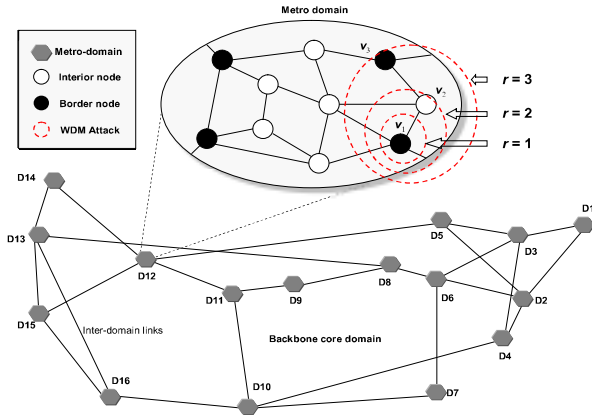 Metro domain
Metro-domain
Interior node
Border node
WDM Attack
v3
v2
v1
r = 3
r = 2
r = 1
D14
D13
D12
D15
D16
D11
D9
D10
D8
D5
D6
D7
D3
D1
D2
D4
Inter-domain links
Backbone core domain